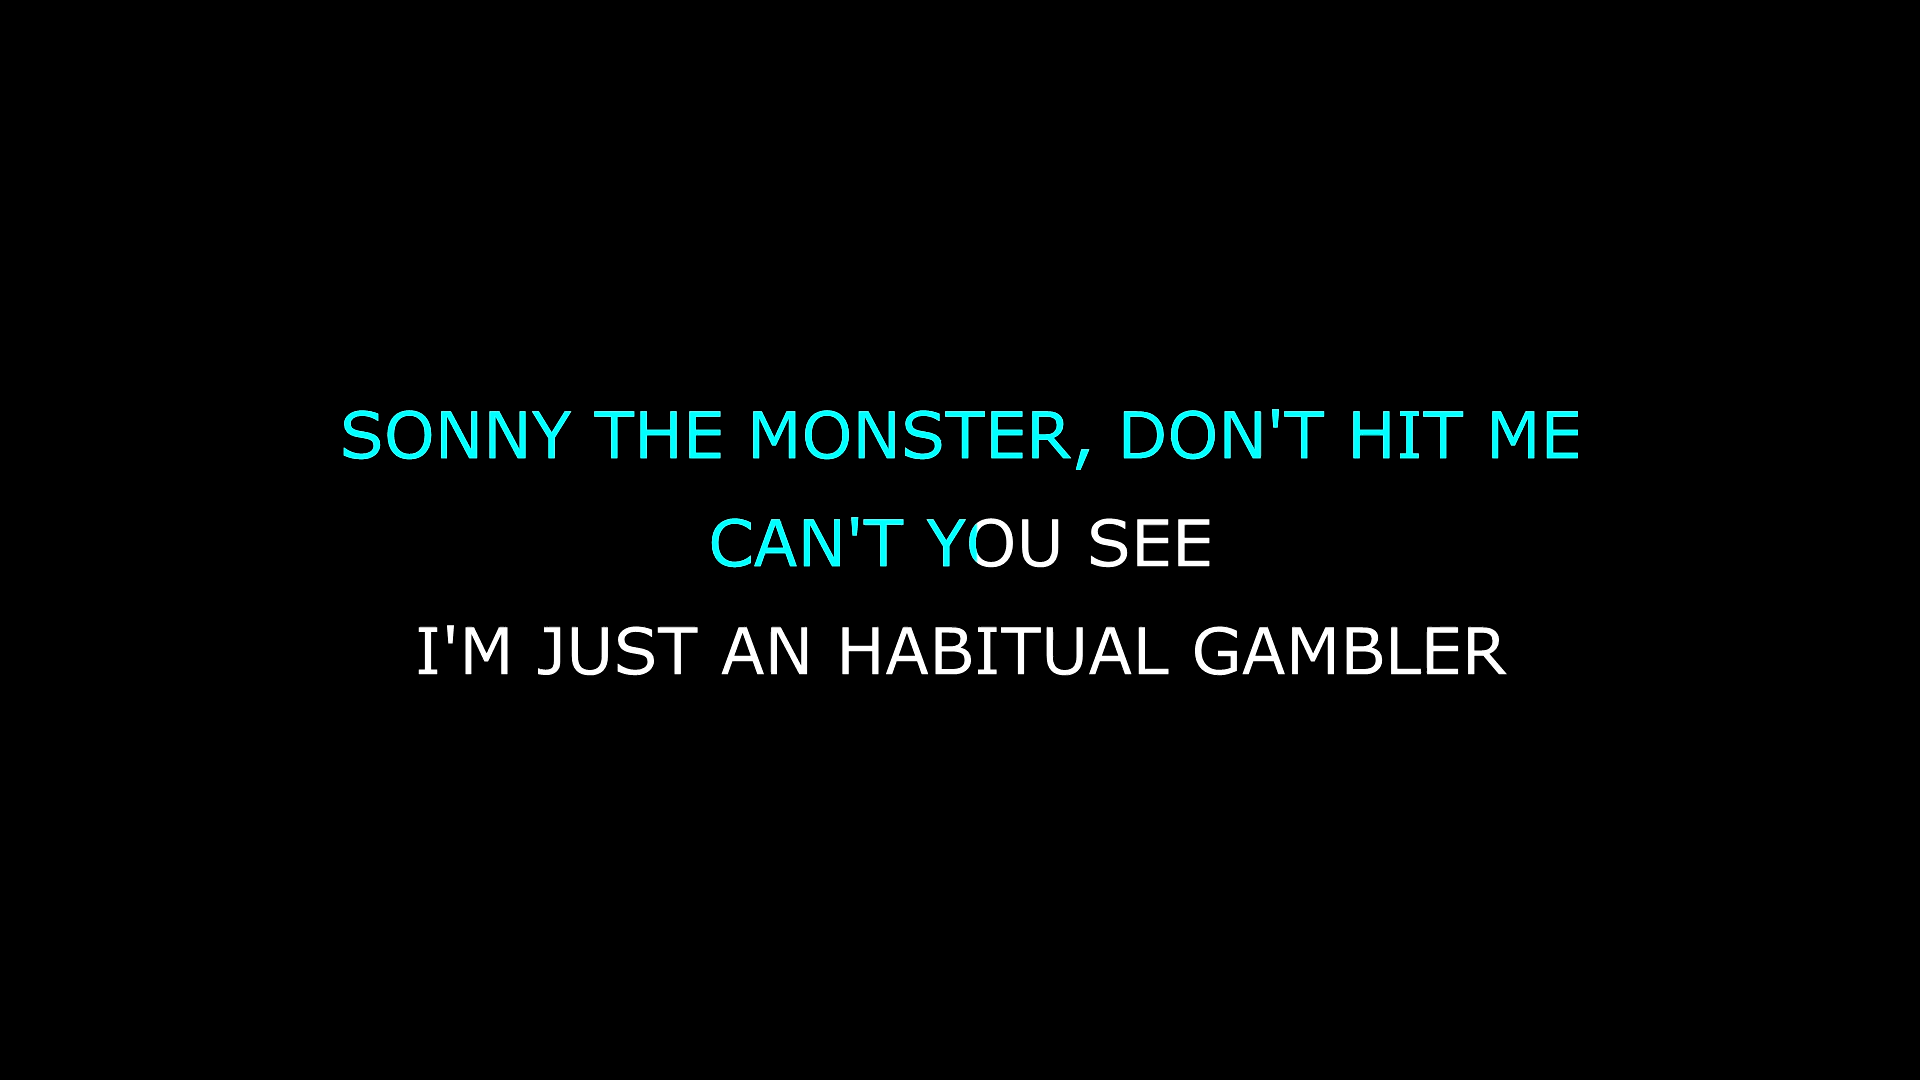 SONNY THE MONSTER, DON'T HIT ME
CAN'T YOU SEE
I'M JUST AN HABITUAL GAMBLER